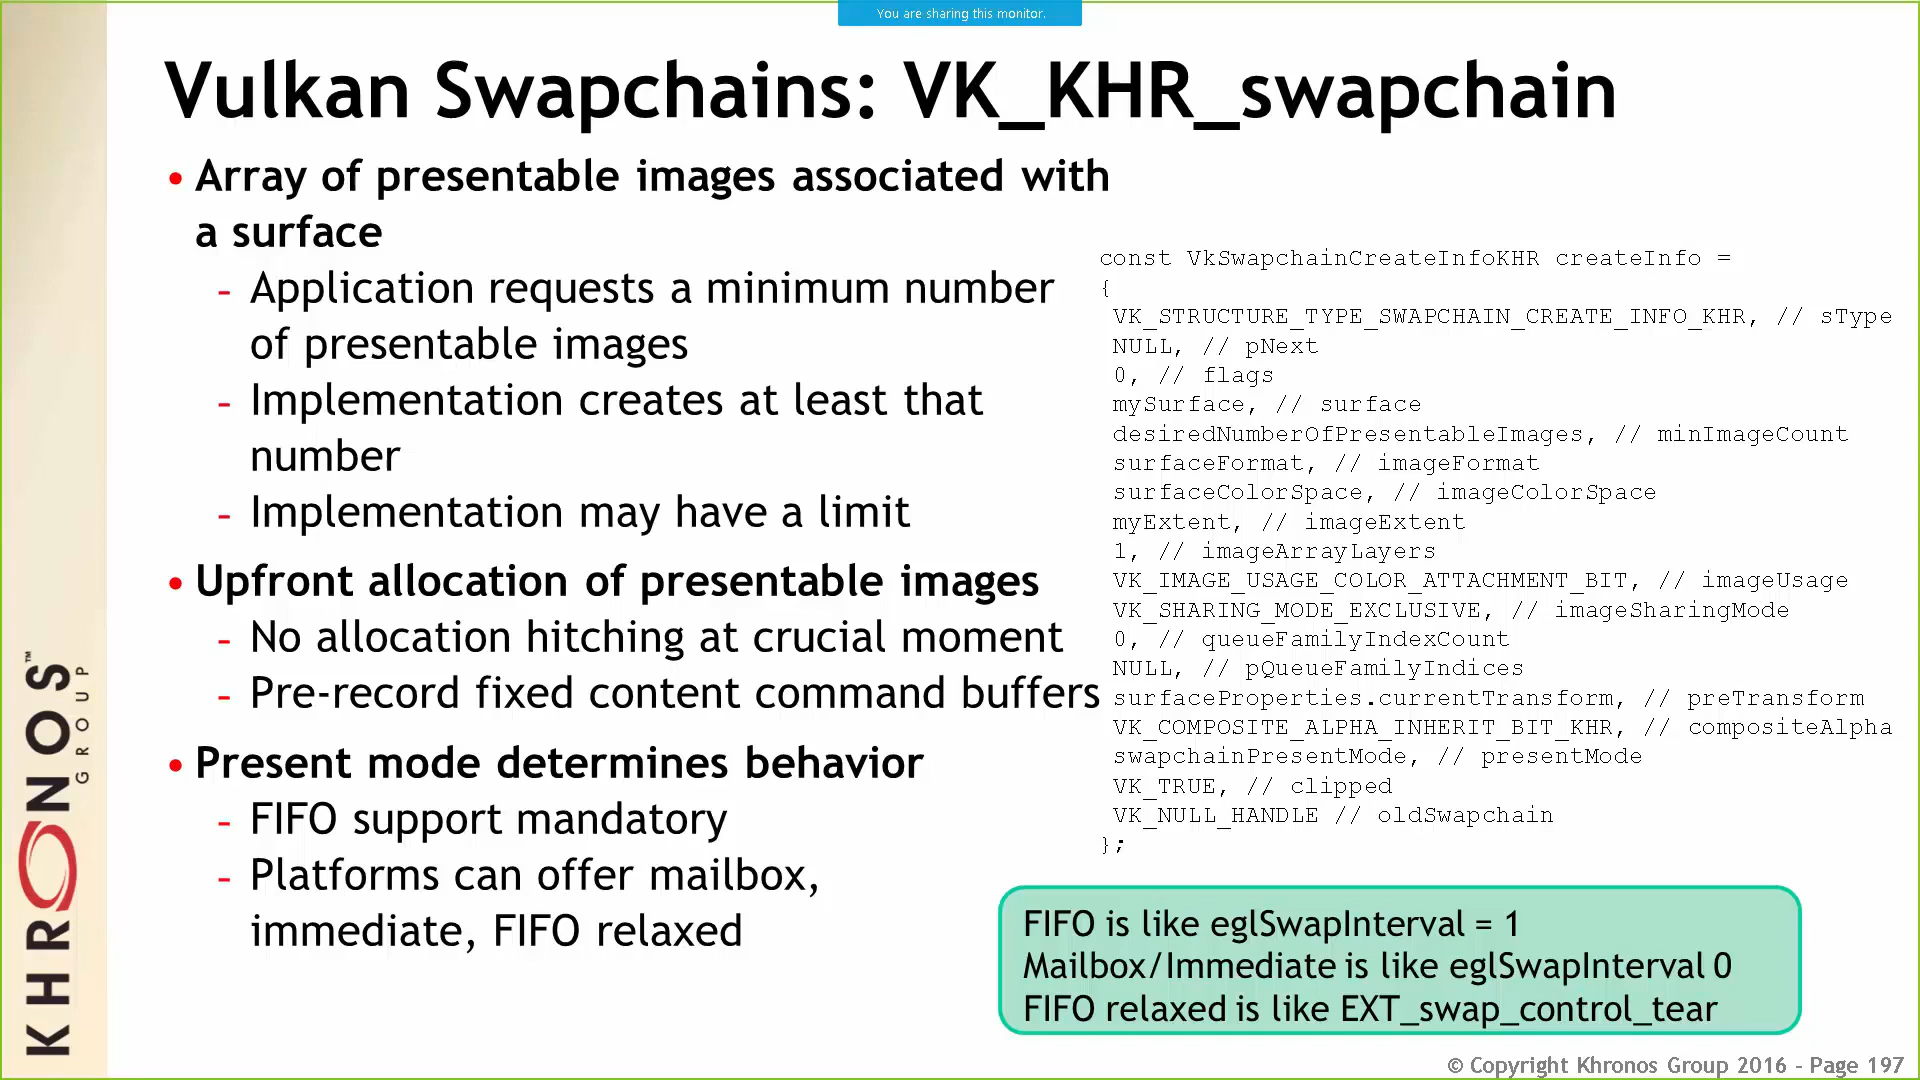 You are sharing this monitor.
Vulkan Swapchains: VK_KHR_swapchain
• Array of presentable images associated with
a surface
- Application requests a minimum number
of presentable images
- Implementation creates at least that
number
- Implementation may have a limit
• Upfront allocation of presentable images
- No allocation hitching at crucial moment
- Pre-record fixed content command buffers
• Present mode determines behavior
- FIFO support mandatory
- Platforms can offer mailbox,
immediate, FIFO relaxed
const VkSwapchainCreateInfoKHR createInfo =
{
VK_STRUCTURE_TYPE_SWAPCHAIN_CREATE_INFO_KHR, // sType
NULL, // pNext
0, // flags
mySurface, // surface
desiredNumberOfPresentableImages, // minImageCount
surfaceFormat, // imageFormat
surfaceColorSpace, // imageColorSpace
myExtent, // imageExtent
1, // imageArrayLayers
VK_IMAGE_USAGE_COLOR_ATTACHMENT_BIT, // imageUsage
VK_SHARING_MODE_EXCLUSIVE, // imageSharingMode
0, // queueFamilyIndexCount
NULL, // pQueueFamilyIndices
surfaceProperties.currentTransform, // preTransform
VK_COMPOSITE_ALPHA_INHERIT_BIT_KHR, // compositeAlpha
swapchainPresentMode, // presentMode
VK_TRUE, // clipped
VK_NULL_HANDLE // oldSwapchain
};
FIFO is like eglSwapInterval = 1
Mailbox/Immediate is like eglSwapInterval 0
FIFO relaxed is like EXT_swap_control_tear
KHRONOS™
GROUP
© Copyright Khronos Group 2016 - Page 197